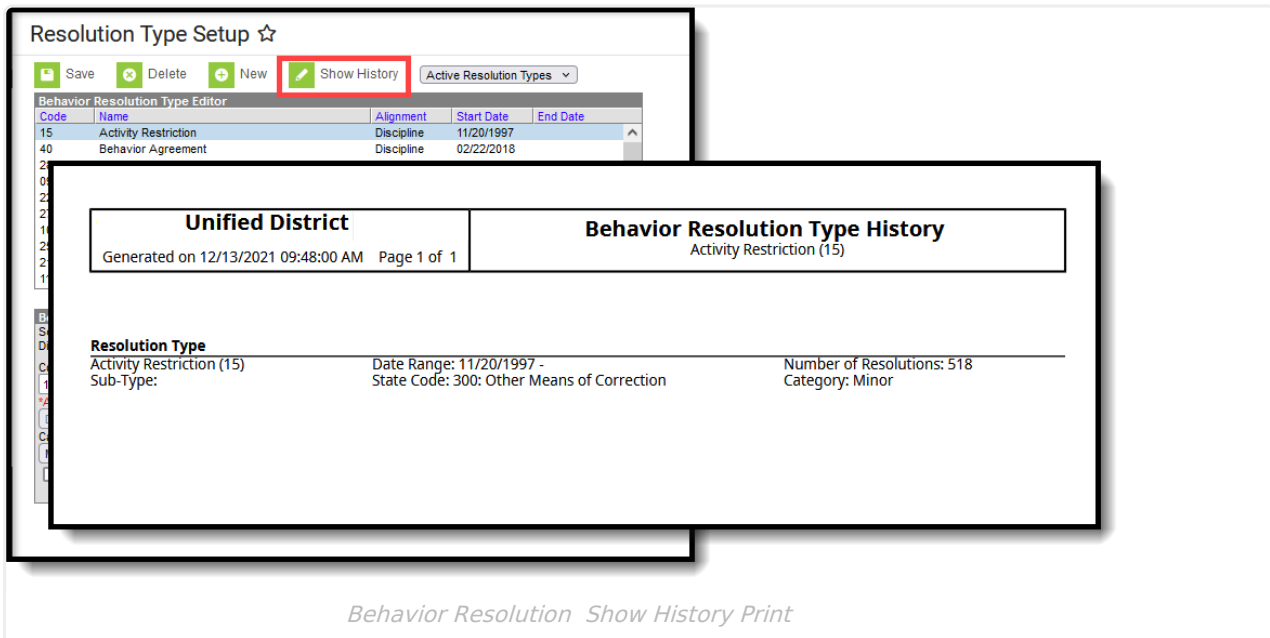 Resolution Type Setup ☆
Save Delete New Show History Active Resolution Types
Behavior Resolution Type Editor
Code Name Alignment Start Date End Date
15 Activity Restriction Discipline 11/20/1997
40 Behavior Agreement Discipline 02/22/2018
Unified District
Generated on 12/13/2021 09:48:00 AM Page 1 of 1
Behavior Resolution Type History
Activity Restriction (15)
Resolution Type
Activity Restriction (15) Date Range: 11/20/1997 - Number of Resolutions: 518
Sub-Type: State Code: 300: Other Means of Correction Category: Minor
Behavior Resolution Show History Print